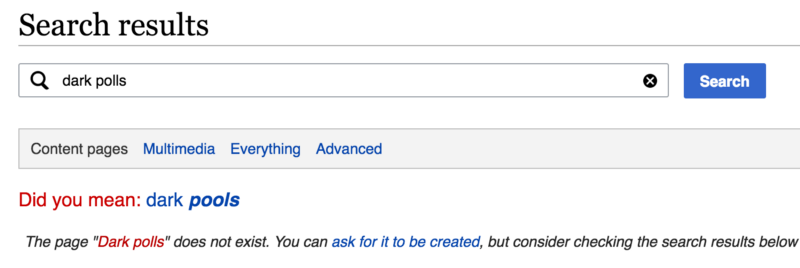 Search results
dark polls
Search
Content pages Multimedia Everything Advanced
Did you mean: dark pools
The page "Dark polls" does not exist. You can ask for it to be created, but consider checking the search results below